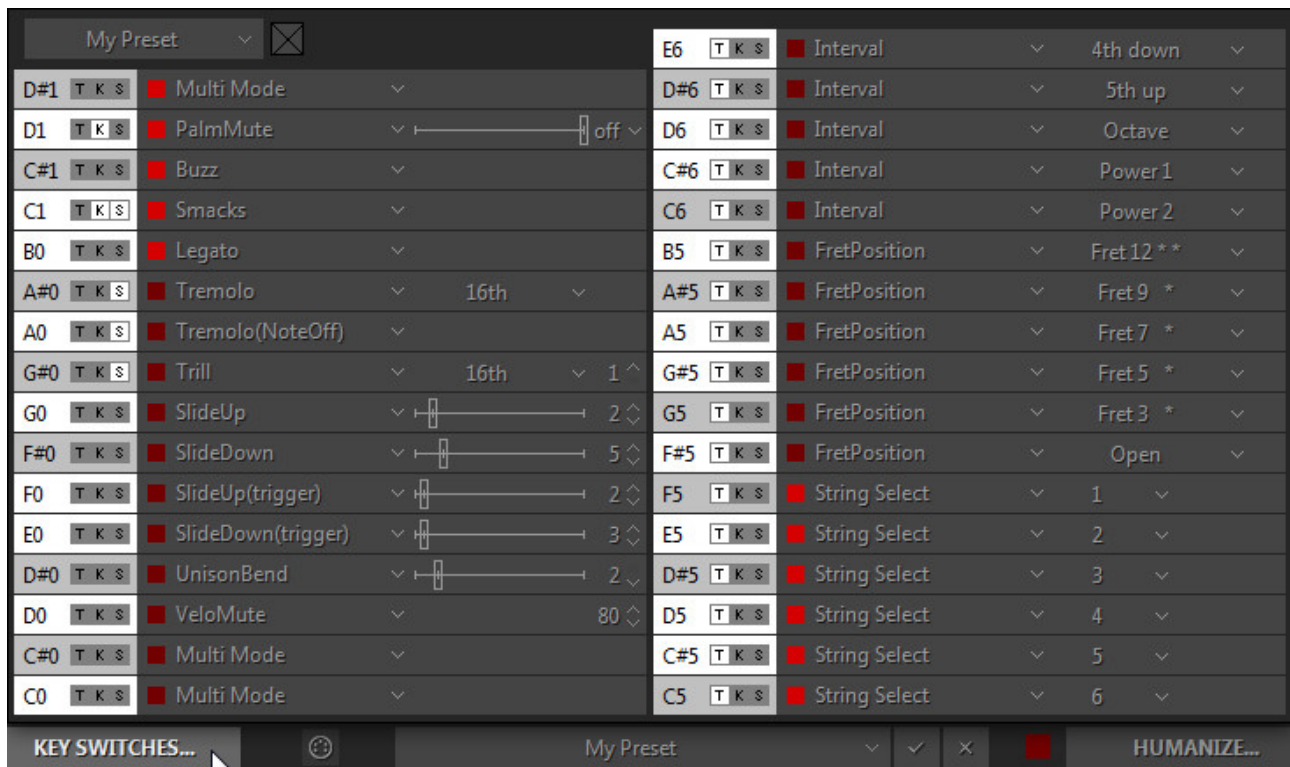 My Preset
D#1 T K S Multi Mode
D1 T K S PalmMute off
C#1 T K S Buzz
C1 T K S Smacks
B0 T K S Legato
A#0 T K S Tremolo 16th
A0 T K S Tremolo(NoteOff)
G#0 T K S Trill 16th 1
G0 T K S SlideUp 2
F#0 T K S SlideDown 5
F0 T K S SlideUp(trigger) 2
E0 T K S SlideDown(trigger) 3
D#0 T K S UnisonBend 2
D0 T K S VeloMute 80
C#0 T K S Multi Mode
C0 T K S Multi Mode
E6 T K S Interval 4th down
D#6 T K S Interval 5th up
D6 T K S Interval Octave
C#6 T K S Interval Power 1
C6 T K S Interval Power 2
B5 T K S FretPosition Fret 12 * *
A#5 T K S FretPosition Fret 9 *
A5 T K S FretPosition Fret 7 *
G#5 T K S FretPosition Fret 5 *
G5 T K S FretPosition Fret 3 *
F#5 T K S FretPosition Open
F5 T K S String Select 1
E5 T K S String Select 2
D#5 T K S String Select 3
D5 T K S String Select 4
C#5 T K S String Select 5
C5 T K S String Select 6
KEY SWITCHES... My Preset HUMANIZE...